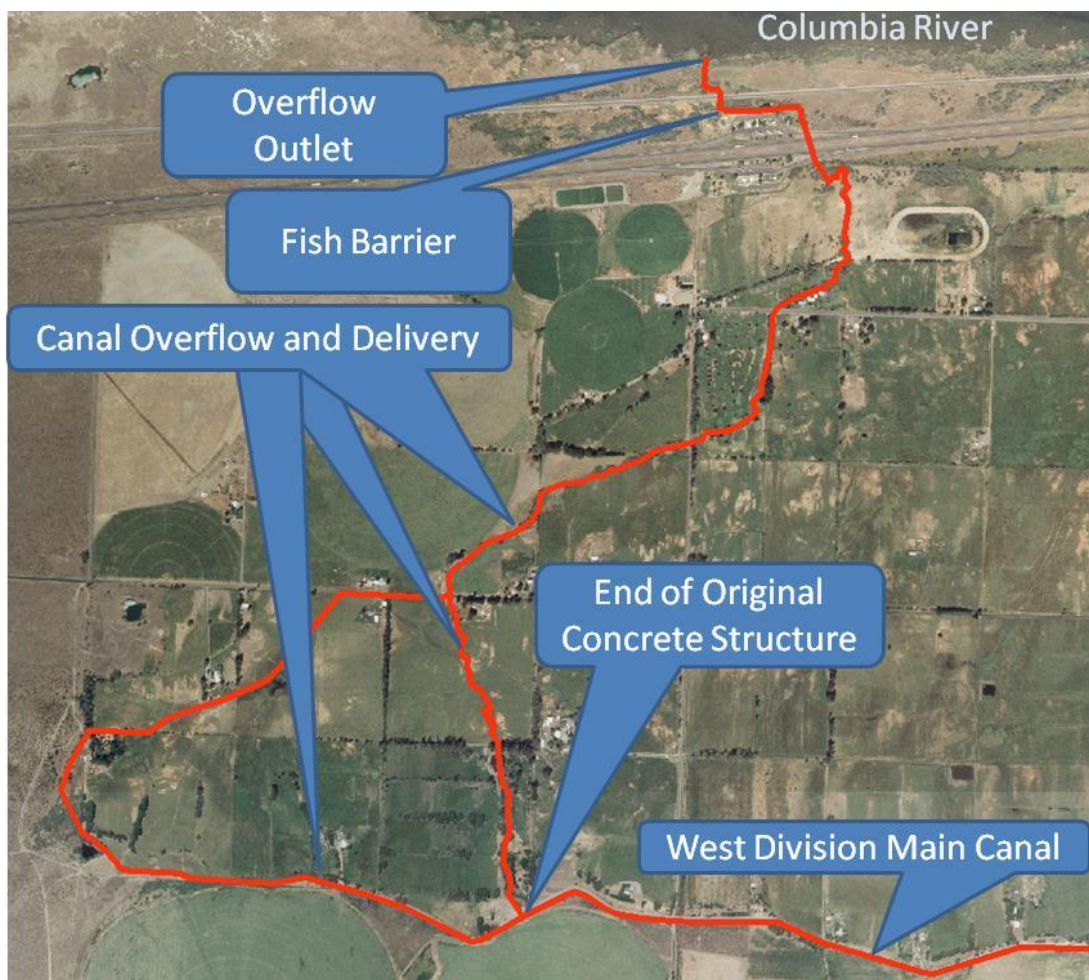 Columbia River
Overflow
Outlet
Fish Barrier
Canal Overflow and Delivery
End of Original
Concrete Structure
West Division Main Canal